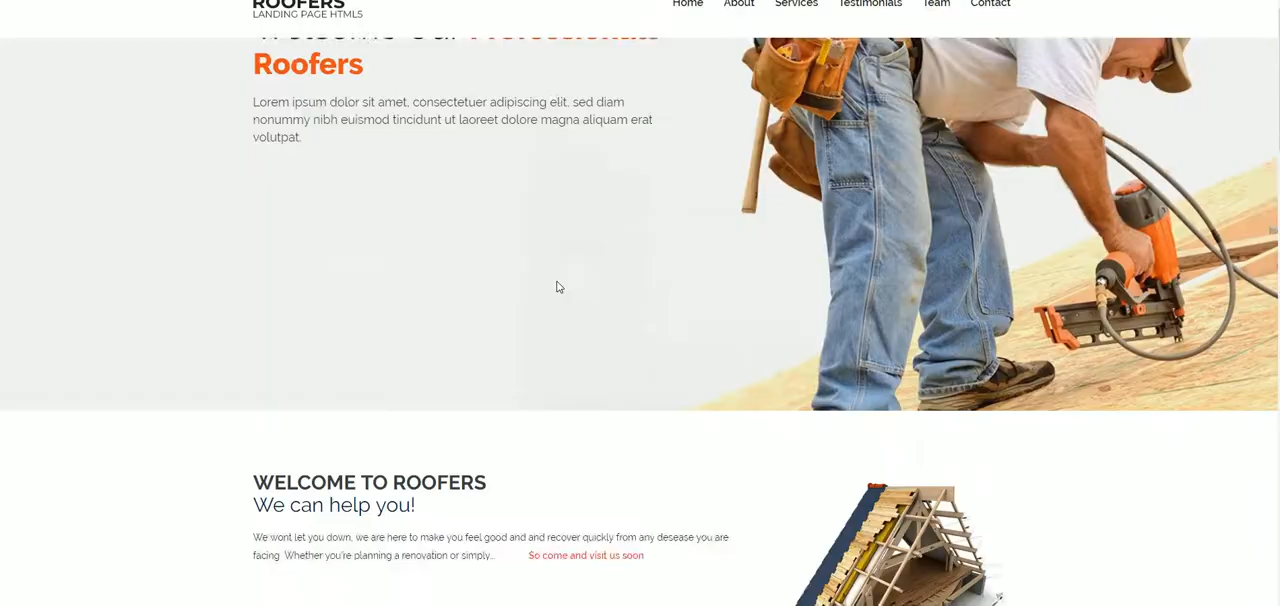 ROOFERS
LANDING PAGE HTML5
Home About Services Testimonials Team Contact
Roofers
Lorem ipsum dolor sit amet, consectetuer adipiscing elit, sed diam
nonummy nibh euismod tincidunt ut laoreet dolore magna aliquam erat
volutpat.
WELCOME TO ROOFERS
We can help you!
We wont let you down, we are here to make you feel good and and recover quickly from any desease you are
facing Whether you're planning a renovation or simply... So come and visit us soon